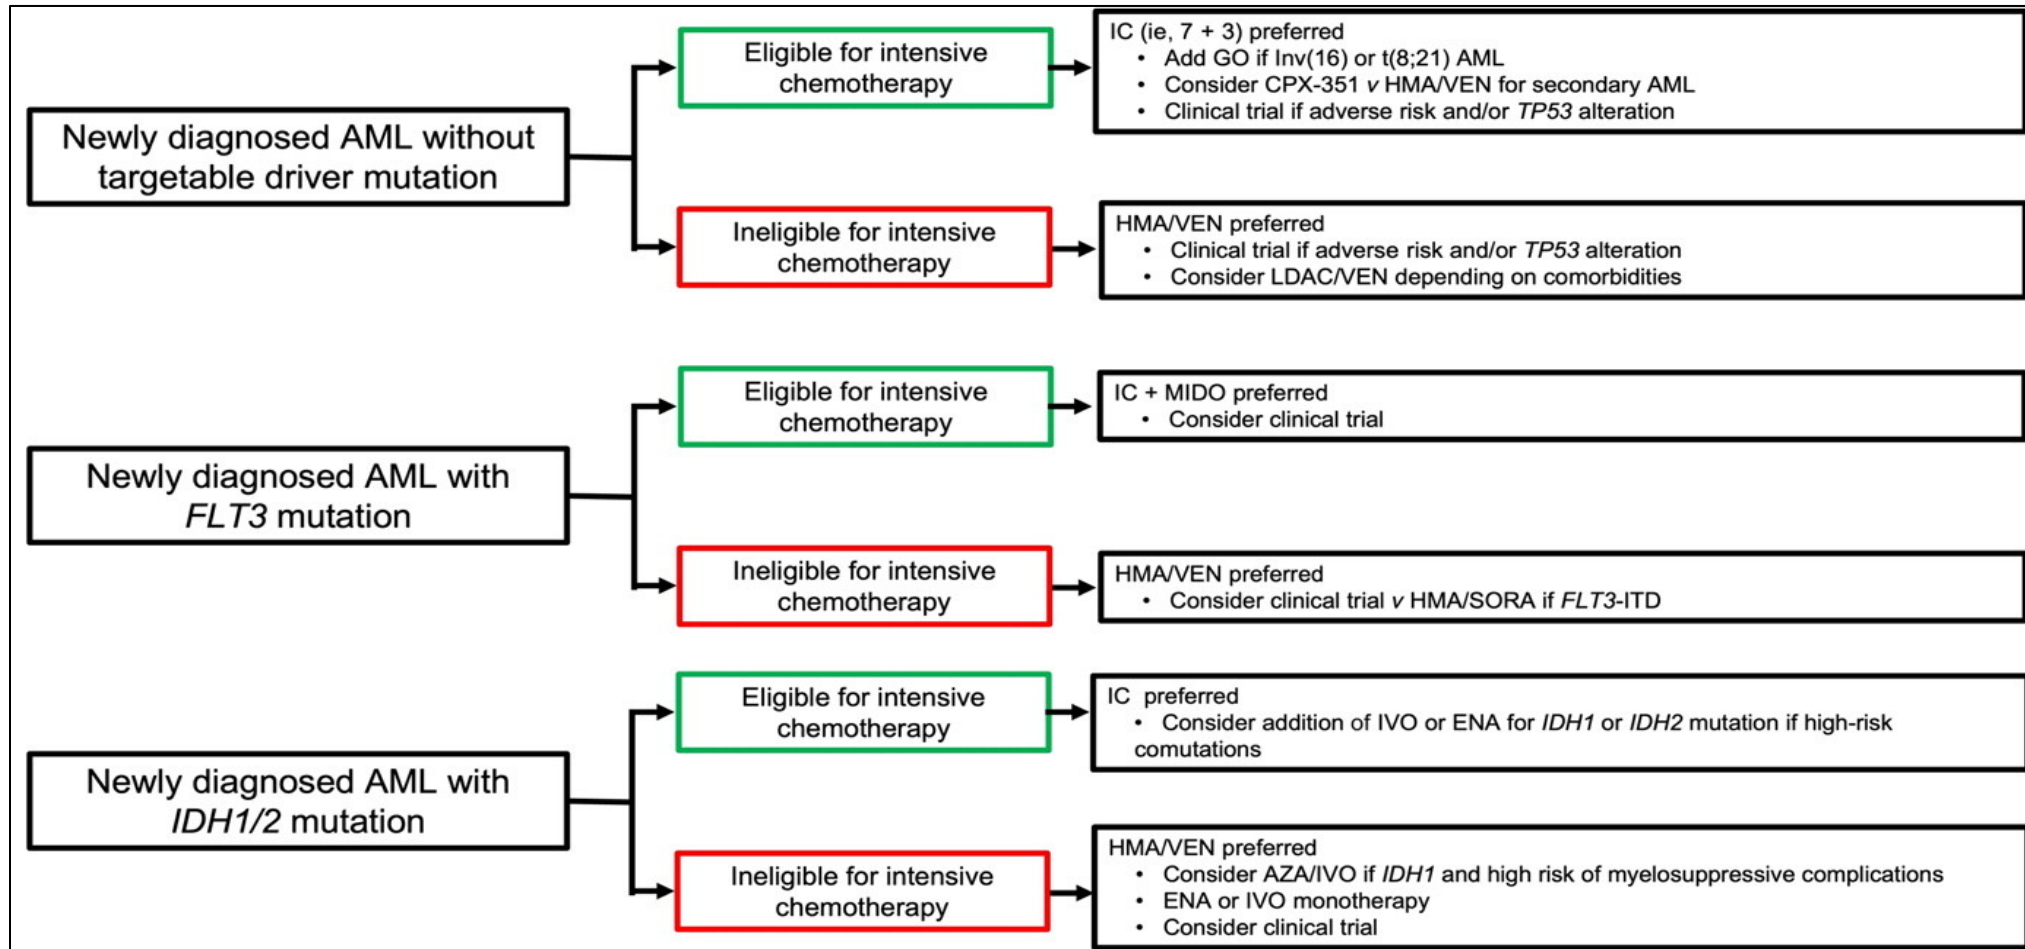 Newly diagnosed AML without
targetable driver mutation
Eligible for intensive
chemotherapy
IC (ie, 7 + 3) preferred
• Add GO if Inv(16) or t(8;21) AML
• Consider CPX-351 v HMA/VEN for secondary AML
• Clinical trial if adverse risk and/or TP53 alteration
Ineligible for intensive
chemotherapy
HMA/VEN preferred
• Clinical trial if adverse risk and/or TP53 alteration
• Consider LDAC/VEN depending on comorbidities
Newly diagnosed AML with
FLT3 mutation
Eligible for intensive
chemotherapy
IC + MIDO preferred
• Consider clinical trial
Ineligible for intensive
chemotherapy
HMA/VEN preferred
• Consider clinical trial v HMA/SORA if FLT3-ITD
Newly diagnosed AML with
IDH1/2 mutation
Eligible for intensive
chemotherapy
IC preferred
• Consider addition of IVO or ENA for IDH1 or IDH2 mutation if high-risk
comutations
Ineligible for intensive
chemotherapy
HMA/VEN preferred
• Consider AZA/IVO if IDH1 and high risk of myelosuppressive complications
• ENA or IVO monotherapy
• Consider clinical trial